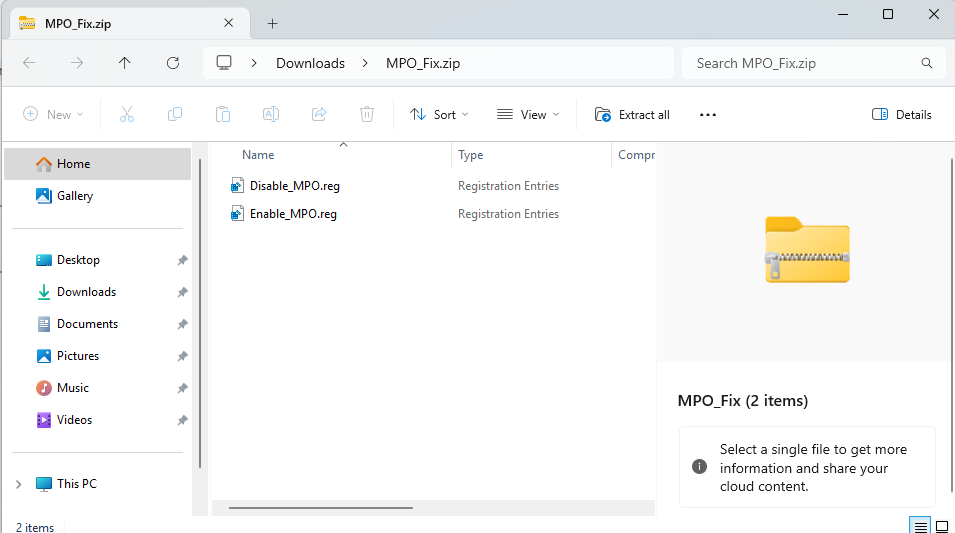 MPO_Fix.zip
Downloads
MPO_Fix.zip
Search MPO_Fix.zip
New
Sort
View
Extract all
Details
Home
Gallery
Desktop
Downloads
Documents
Pictures
Music
Videos
This PC
Name
Type
Compr
Disable_MPO.reg
Registration Entries
Enable_MPO.reg
Registration Entries
MPO_Fix (2 items)
Select a single file to get more
information and share your
cloud content.
2 items